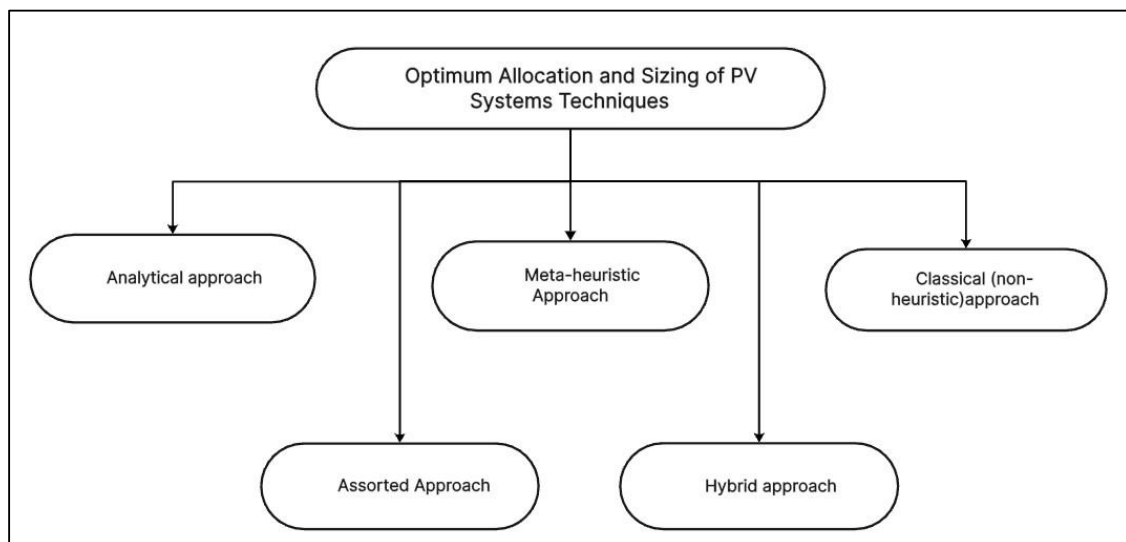 Optimum Allocation and Sizing of PV
Systems Techniques
Analytical approach
Meta-heuristic
Approach
Classical (non-
heuristic)approach
Assorted Approach
Hybrid approach